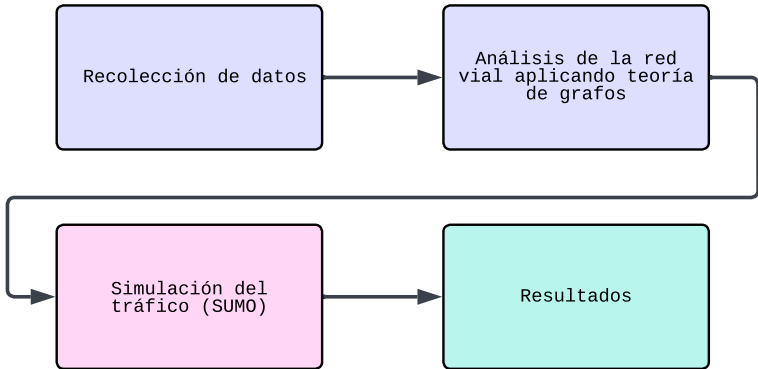 Recolección de datos
Análisis de la red
vial aplicando teoría
de grafos
Simulación del
tráfico (SUMO)
Resultados